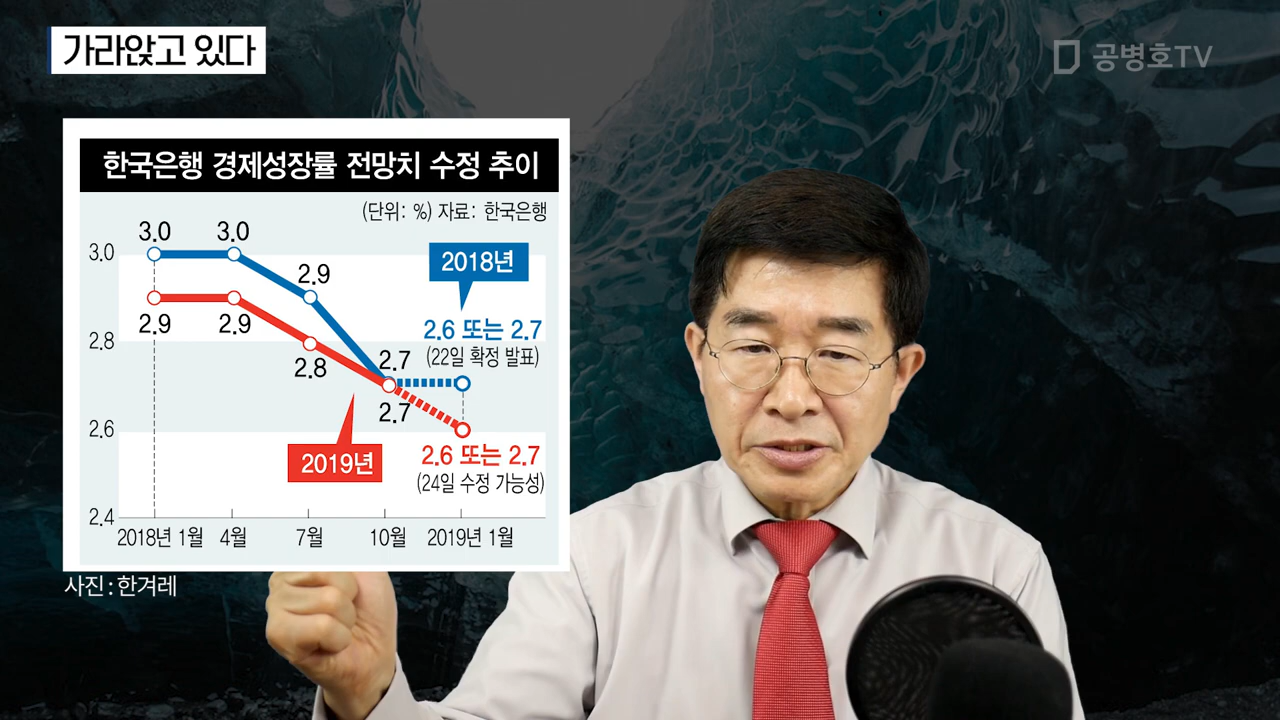 가라앉고 있다
공병호TV
한국은행 경제성장률 전망치 수정 추이
(단위: %) 자료: 한국은행
3.0
2.8
2.6
2.4
3.0
3.0
2.9
2.7
2018년
2.6 또는 2.7
(22일 확정 발표)
2.9
2.9
2.8
2.7
2019년
2.6 또는 2.7
(24일 수정 가능성)
2018년 1월
4월
7월
10월
2019년 1월
사진:한겨레